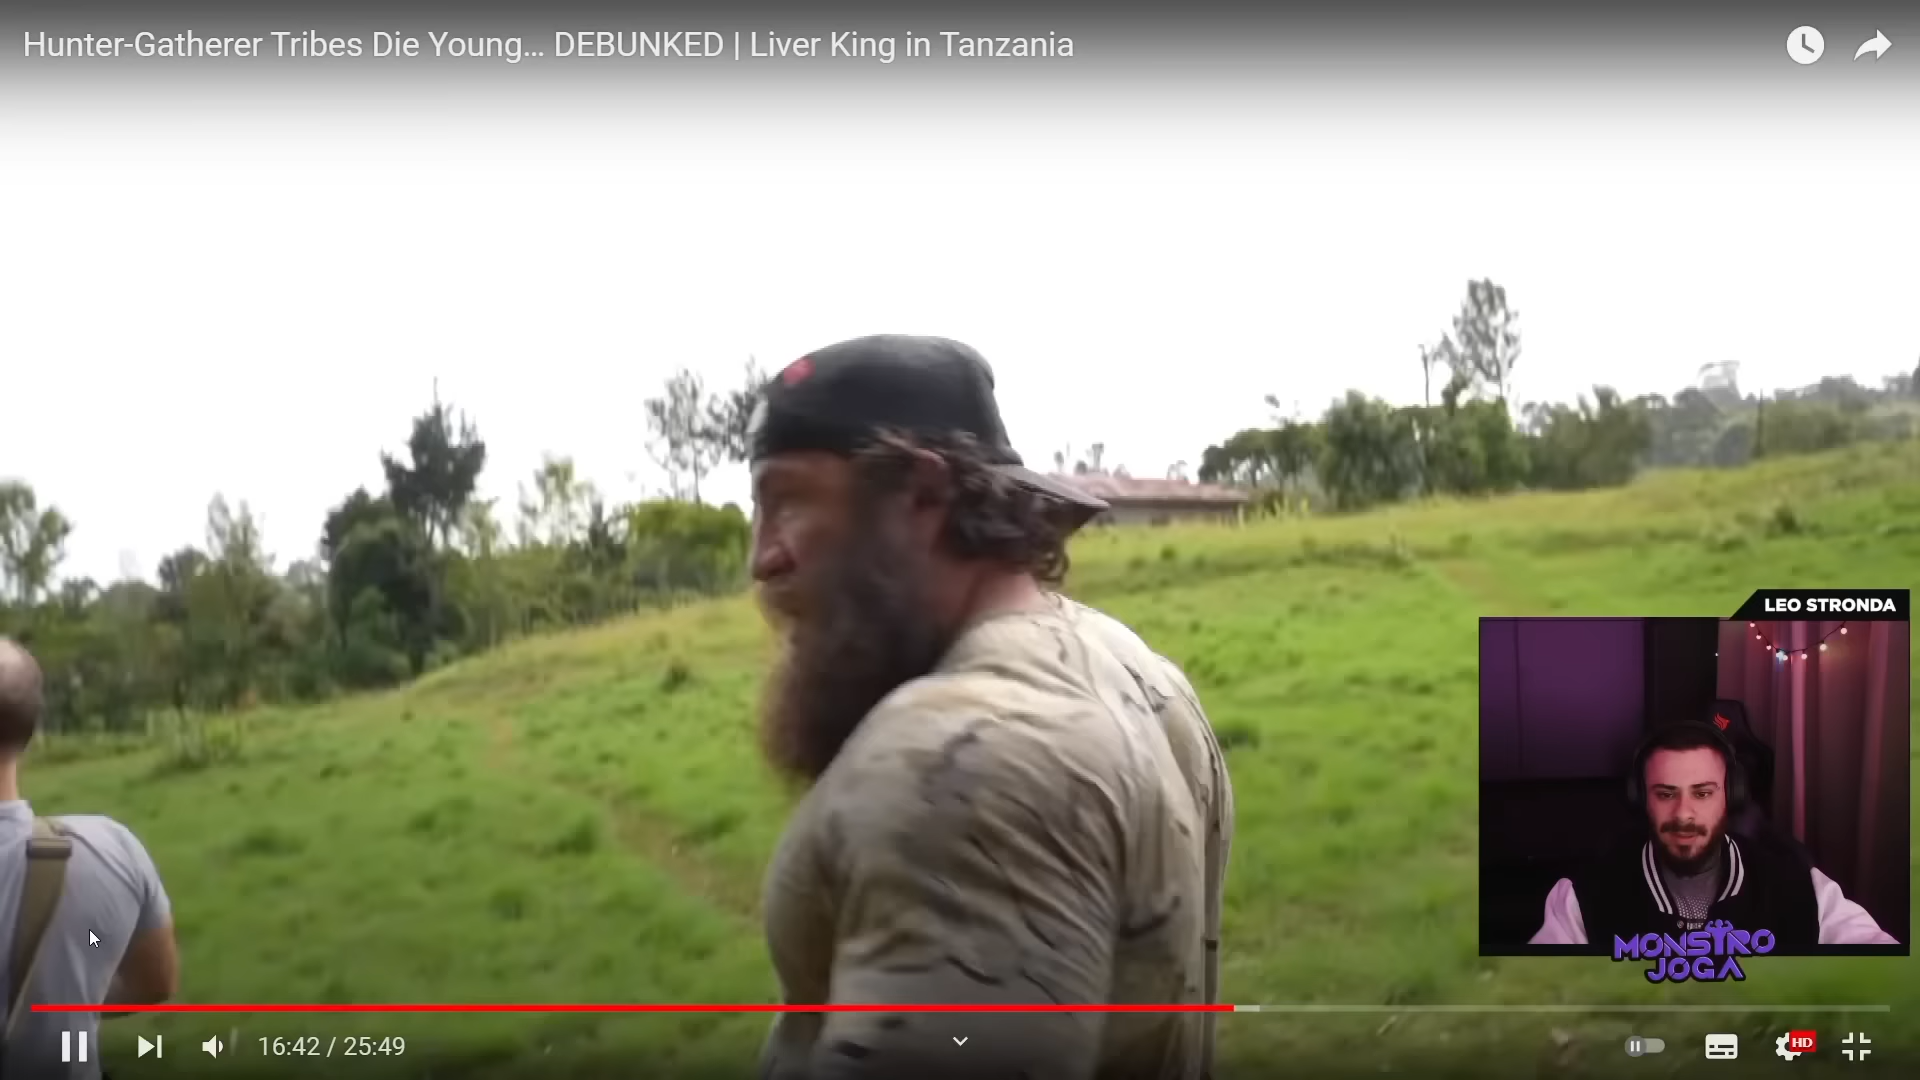 Hunter-Gatherer Tribes Die Young... DEBUNKED | Liver King in Tanzania
LEO STRONDA
MONSTRO
JOGA
16:42 / 25:49
HD